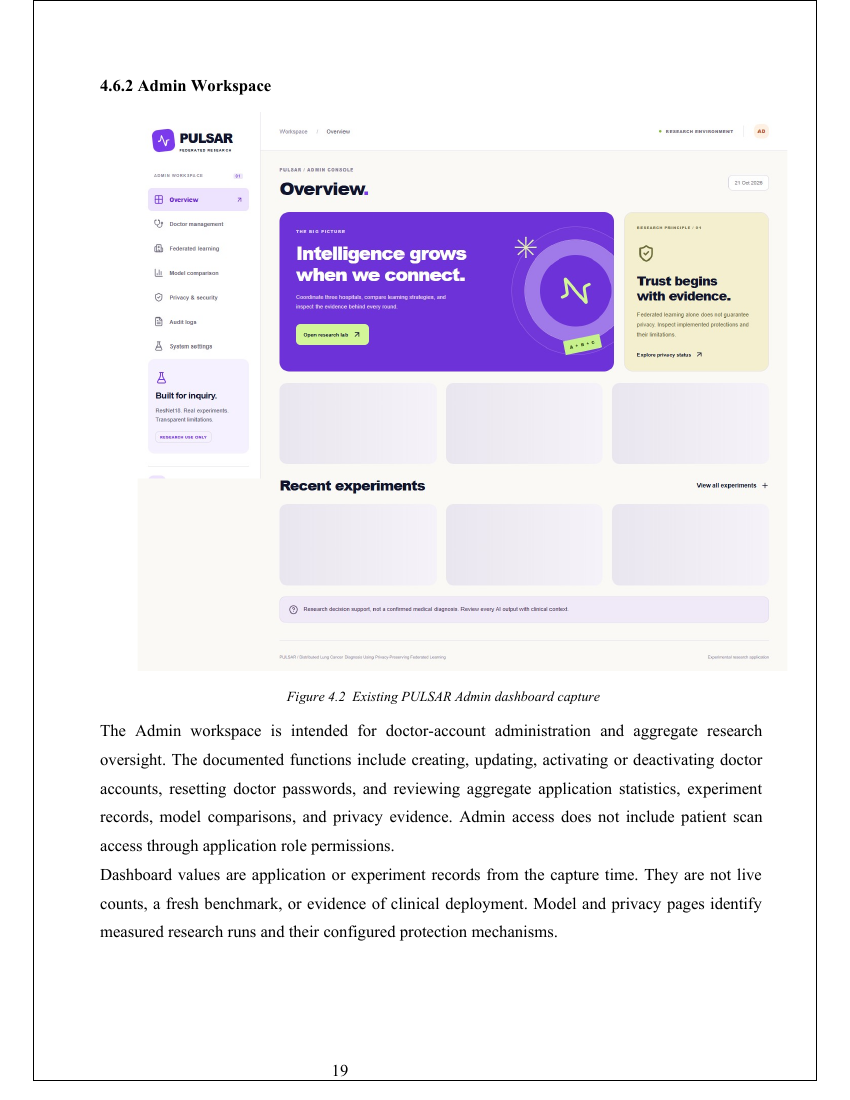 4.6.2 Admin Workspace
PULSAR
FEDERATED RESEARCH
ADMIN WORKSPACE
Overview
Doctor management
Federated learning
Model comparison
Privacy & security
Audit logs
System settings
Built for inquiry.
ResNet18. Real experiments.
Transparent limitations.
RESEARCH USE ONLY
Workspace / Overview
RESEARCH ENVIRONMENT
PULSAR / ADMIN CONSOLE
Overview.
21 Oct 2026
THE BIG PICTURE
Intelligence grows
when we connect.
Coordinate three hospitals, compare learning strategies, and
inspect the evidence behind every round.
Open research lab
A + B + C
RESEARCH PRINCIPLE / 01
Trust begins
with evidence.
Federated learning alone does not guarantee
privacy. Inspect implemented protections and
their limitations.
Explore privacy status
Recent experiments
View all experiments +
Research decision support, not a confirmed medical diagnosis. Review every AI output with clinical context.
PULSAR / Distributed Lung Cancer Diagnosis Using Privacy Preserving Federated Learning
Experimental research application
Figure 4.2 Existing PULSAR Admin dashboard capture
The Admin workspace is intended for doctor-account administration and aggregate research
oversight. The documented functions include creating, updating, activating or deactivating doctor
accounts, resetting doctor passwords, and reviewing aggregate application statistics, experiment
records, model comparisons, and privacy evidence. Admin access does not include patient scan
access through application role permissions.
Dashboard values are application or experiment records from the capture time. They are not live
counts, a fresh benchmark, or evidence of clinical deployment. Model and privacy pages identify
measured research runs and their configured protection mechanisms.
19